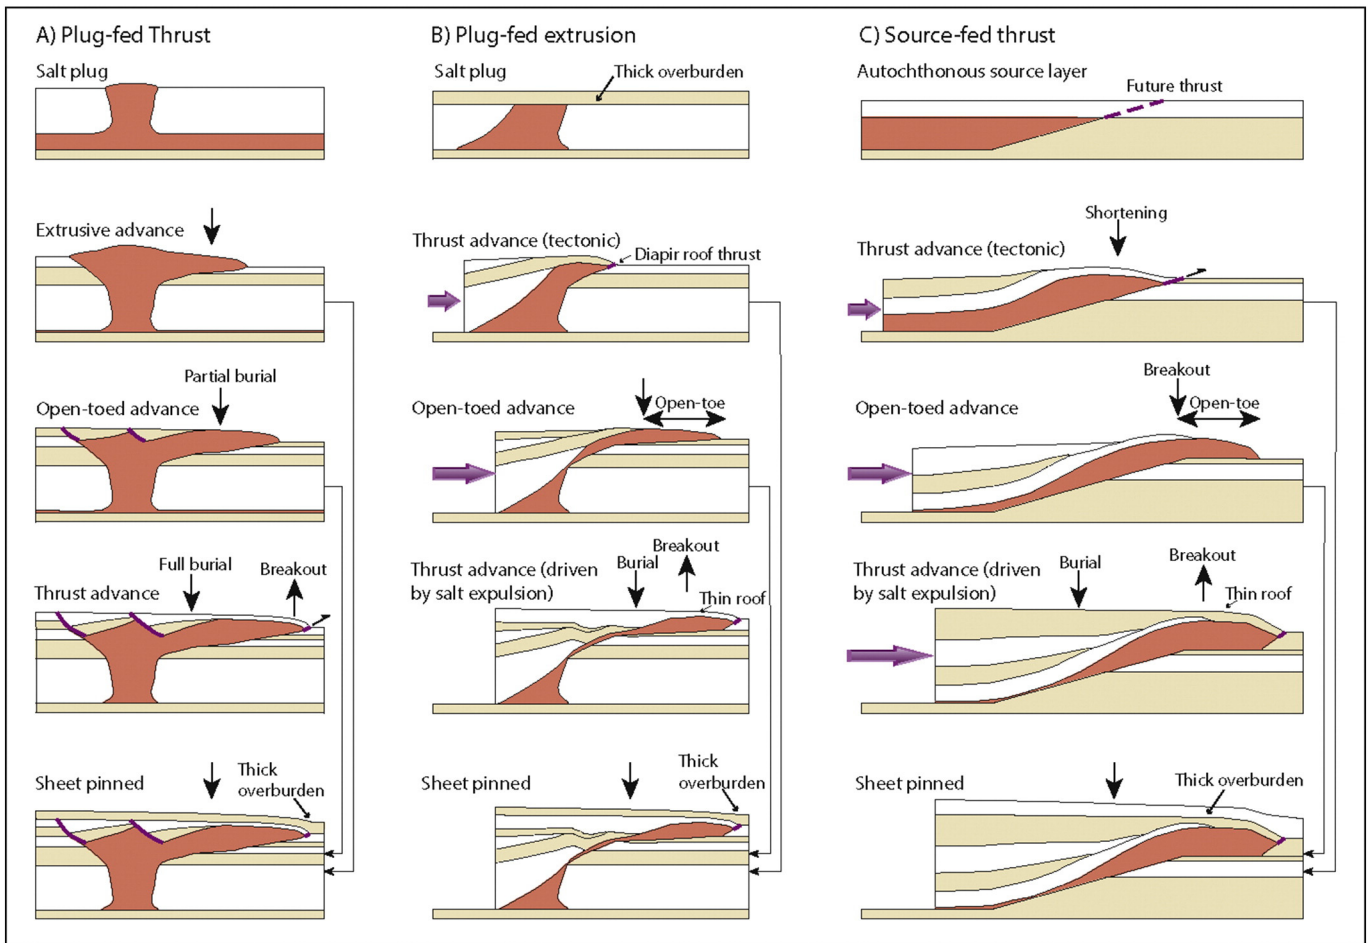 A) Plug-fed Thrust
Salt plug
Extrusive advance
Partial burial
Open-toed advance
Full burial
Breakout
Thrust advance
Sheet pinned
Thick
overburden
B) Plug-fed extrusion
Salt plug
Thick overburden
Thrust advance (tectonic)
Diapir roof thrust
Open-toed advance
Open-toe
Breakout
Burial
Thrust advance (driven
by salt expulsion)
Thin roof
Sheet pinned
Thick
overburden
C) Source-fed thrust
Autochthonous source layer
Future thrust
Shortening
Thrust advance (tectonic)
Breakout
Open-toed advance
Open-toe
Burial
Breakout
Thrust advance (driven
by salt expulsion)
Thin roof
Sheet pinned
Thick overburden